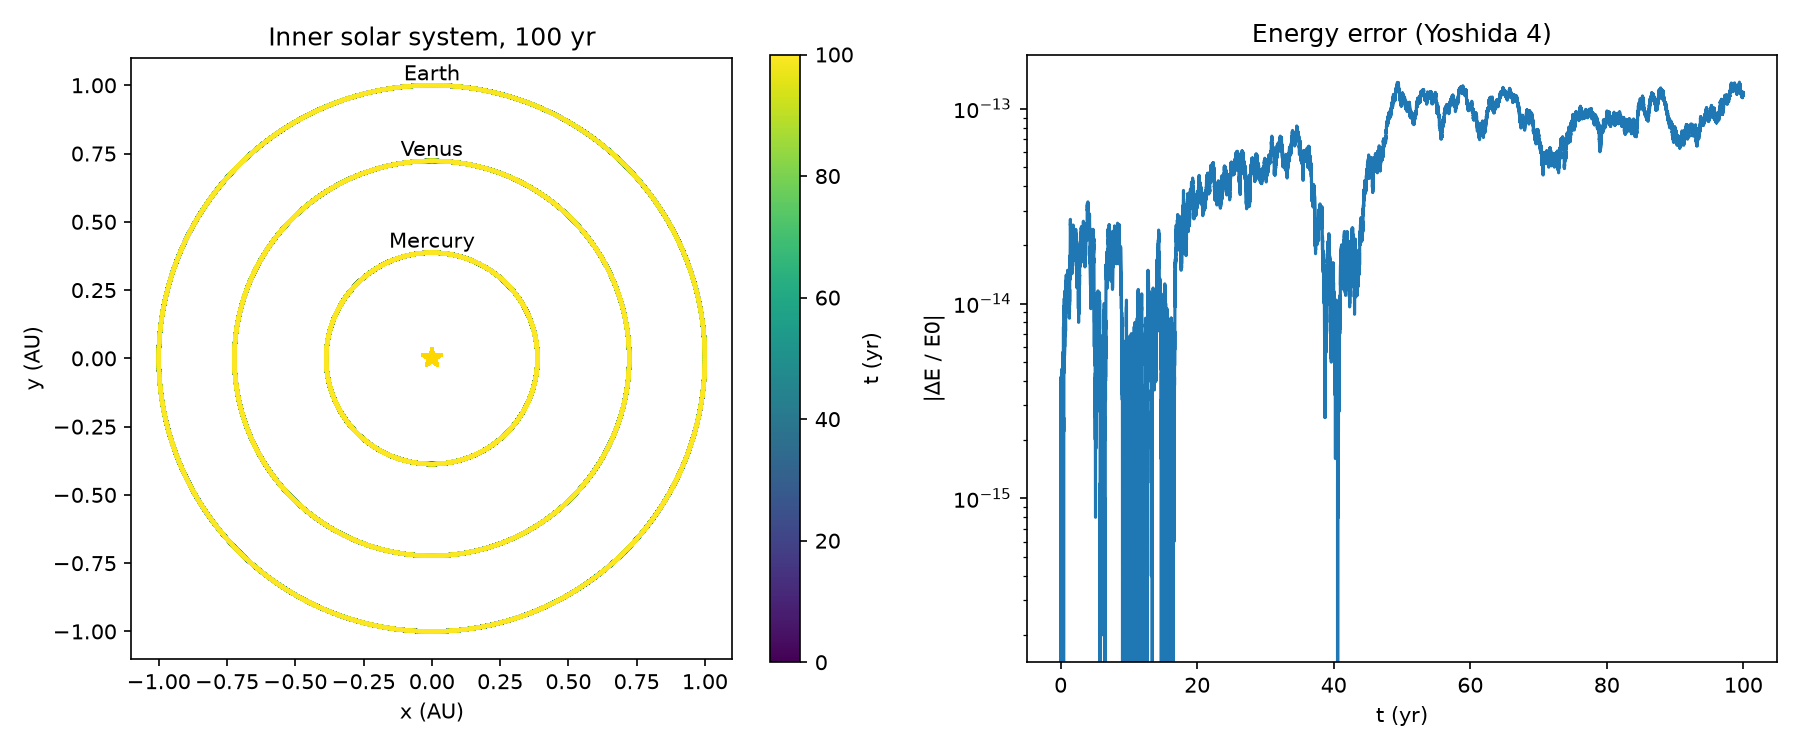 Inner solar system, 100 yr
Earth
Venus
Mercury
1.00
0.75
0.50
0.25
0.00
−0.25
−0.50
−0.75
−1.00
y (AU)
−1.00 −0.75 −0.50 −0.25 0.00 0.25 0.50 0.75 1.00
x (AU)
100
80
60
40
20
0
t (yr)
Energy error (Yoshida 4)
10⁻¹³
10⁻¹⁴
10⁻¹⁵
|ΔE / E0|
0 20 40 60 80 100
t (yr)